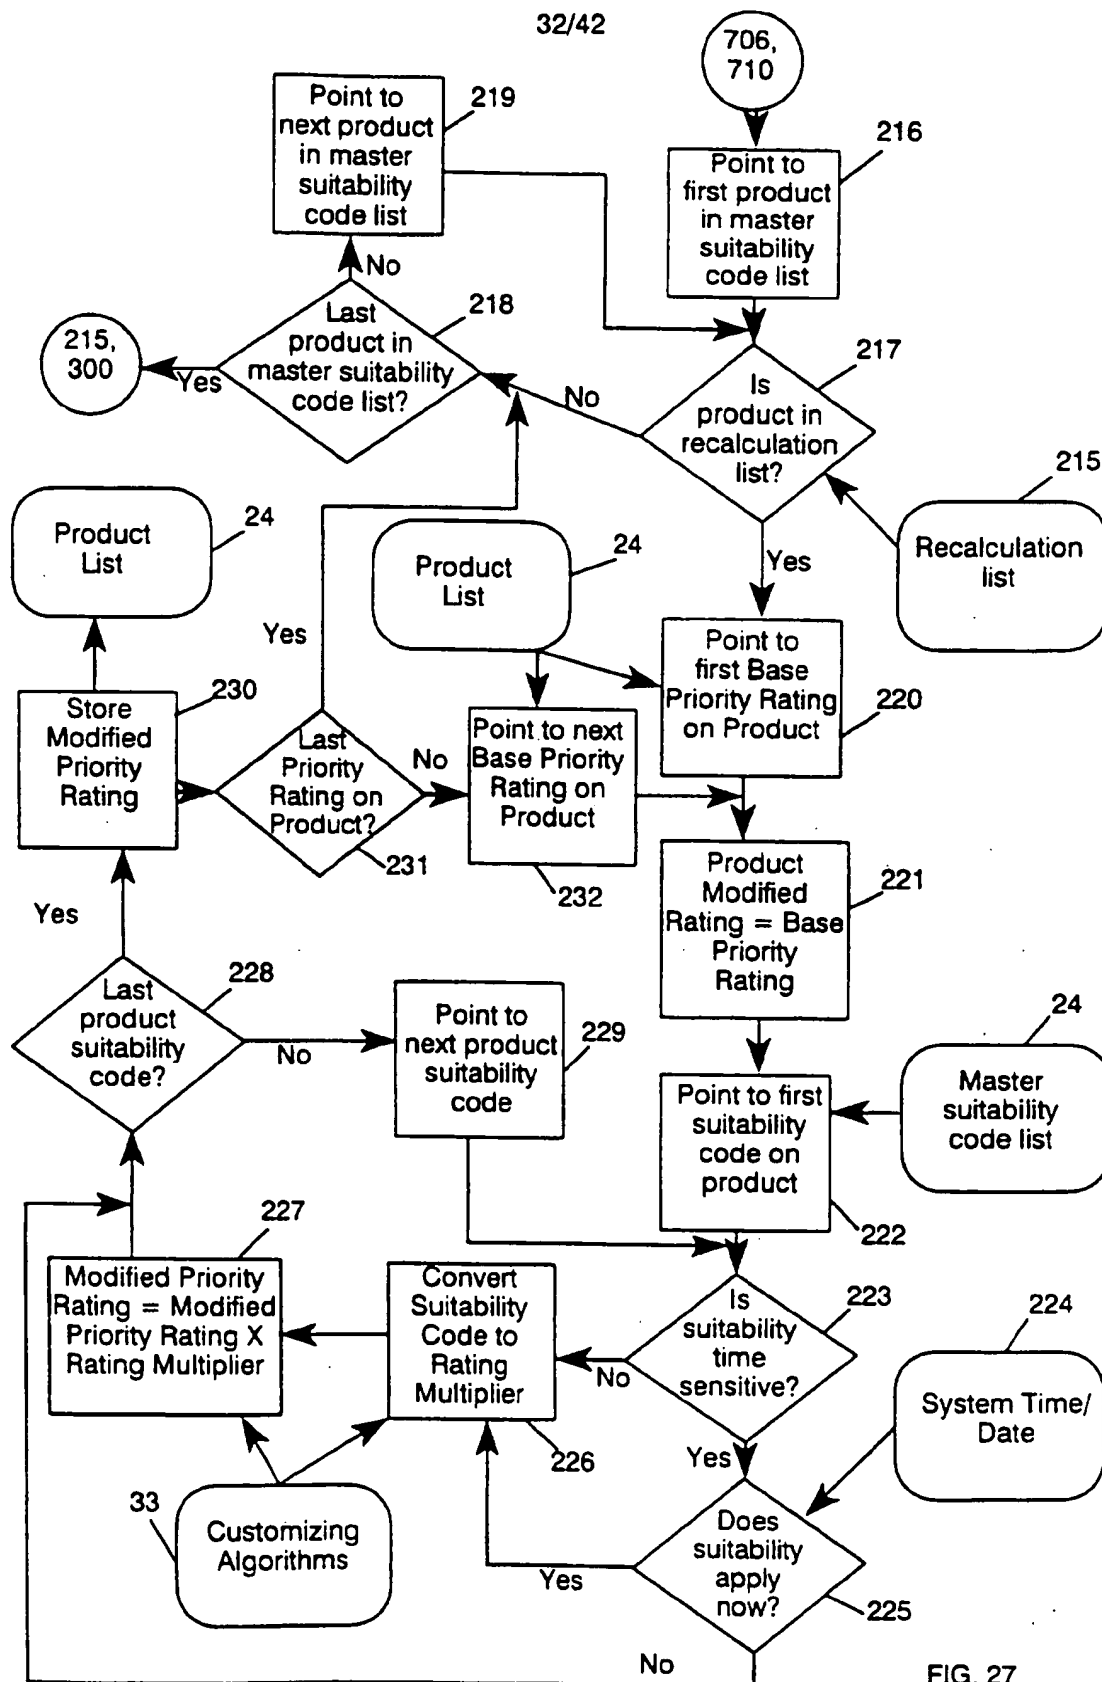 32/42
706,
710
Point to
next product
in master
suitability
code list
219
Point to
first product
in master
suitability
code list
216
No
Last
product in
master suitability
code list?
218
215,
300
Yes
Is
product in
recalculation
list?
217
No
215
Recalculation
list
Yes
Product
List
24
Product
List
24
Yes
Point to
first Base
Priority Rating
on Product
220
Store
Modified
Priority
Rating
230
Last
Priority
Rating on
Product?
231
No
Point to next
Base Priority
Rating on
Product
232
Product
Modified
Rating = Base
Priority
Rating
221
Yes
Last
product
suitability
code?
228
No
Point to
next product
suitability
code
229
Point to first
suitability
code on
product
222
24
Master
suitability
code list
227
Modified Priority
Rating = Modified
Priority Rating X
Rating Multiplier
Convert
Suitability
Code to
Rating
Multiplier
226
No
Is
suitability
time
sensitive?
223
224
System Time/
Date
Yes
33
Customizing
Algorithms
Yes
Does
suitability
apply
now?
225
No
FIG. 27